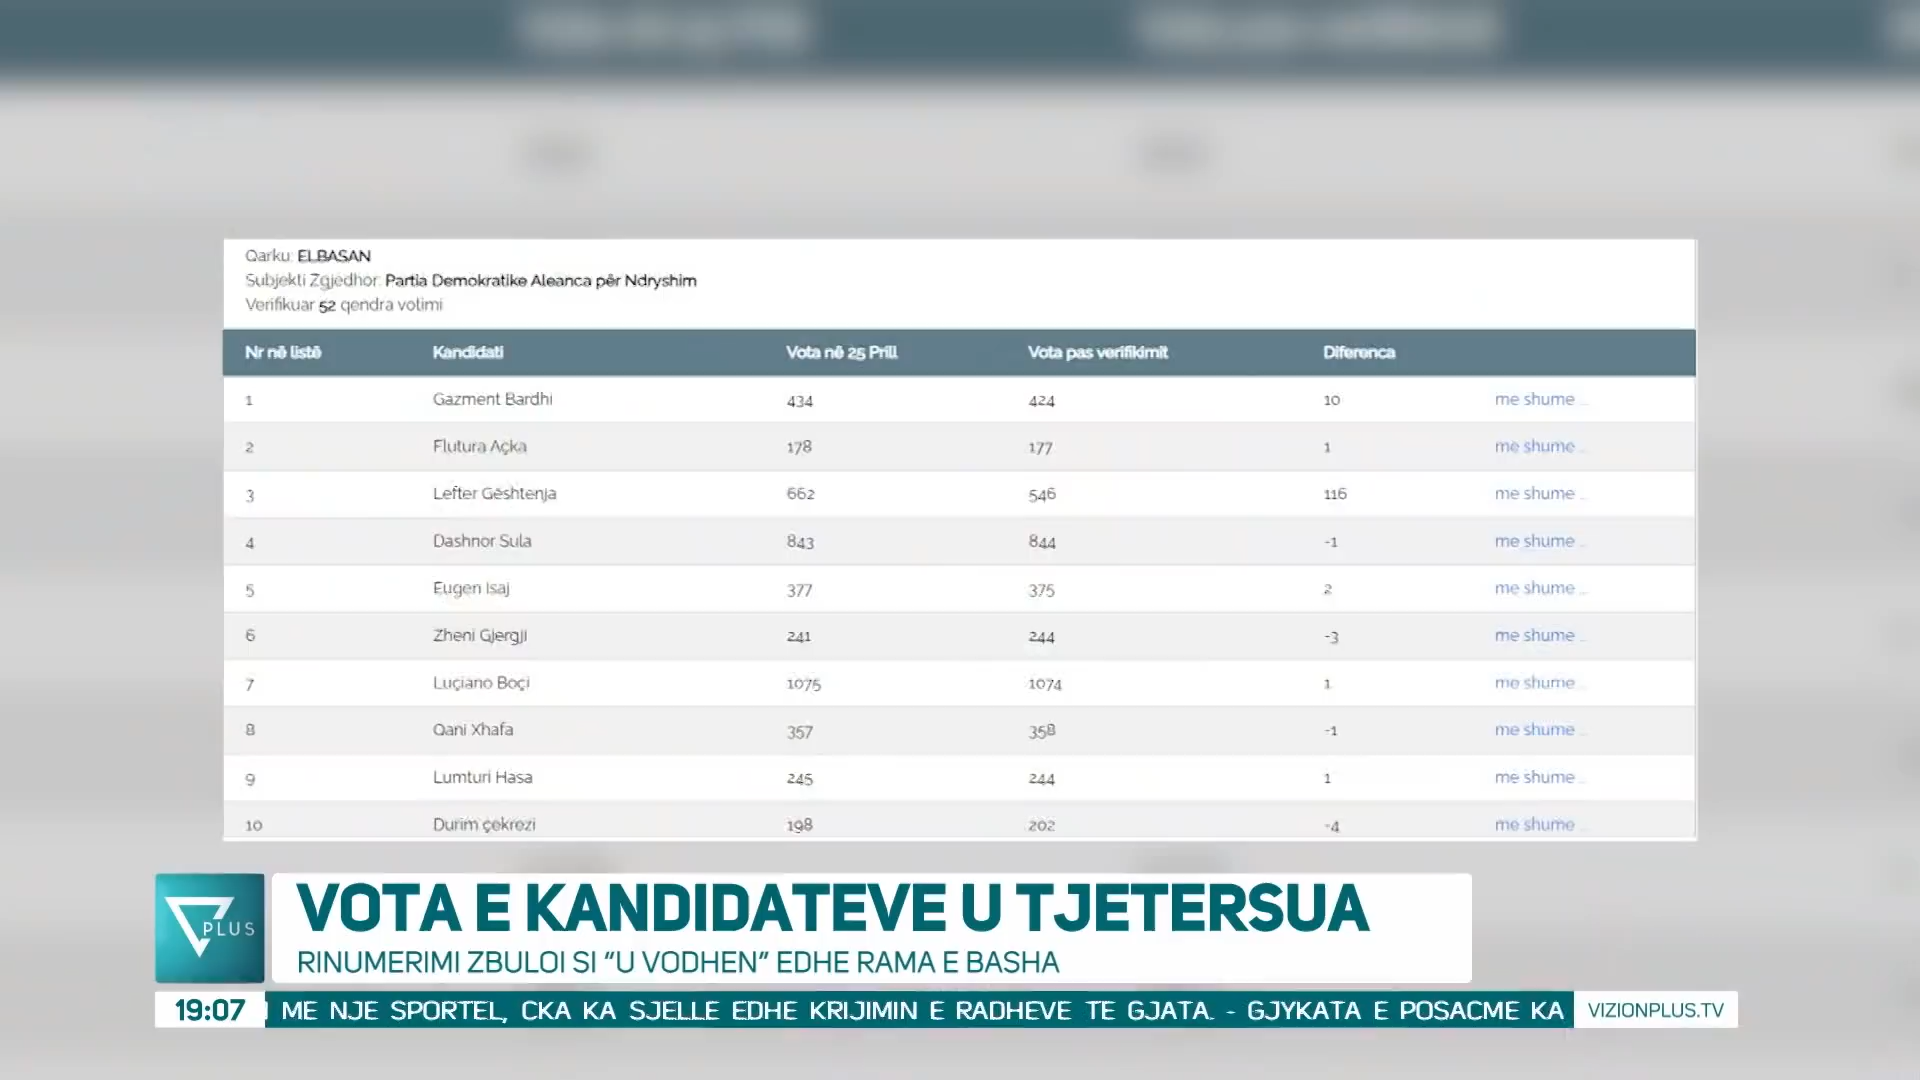 Qarku: ELBASAN
Subjekti Zgjedhor: Partia Demokratike Aleanca për Ndryshim
Verifikuar 52 qendra votimi
Nr në listë Kandidati Vota në 25 Prill Vota pas verifikimit Diferenca
1 Gazment Bardhi 434 424 10 me shume ...
2 Flutura Açka 178 177 1 me shume ...
3 Lefter Gështenja 662 546 116 me shume ...
4 Dashnor Sula 843 844 -1 me shume ...
5 Eugen Isaj 377 375 2 me shume ...
6 Zheni Gjergji 241 244 -3 me shume ...
7 Luçiano Boçi 1075 1074 1 me shume ...
8 Qani Xhafa 357 358 -1 me shume ...
9 Lumturi Hasa 245 244 1 me shume ...
10 Durim çekrezi 198 202 -4 me shume ...
PLUS
VOTA E KANDIDATEVE U TJETERSUA
RINUMERIMI ZBULOI SI “U VODHEN” EDHE RAMA E BASHA
19:07 ME NJE SPORTEL, CKA KA SJELLE EDHE KRIJIMIN E RADHEVE TE GJATA. - GJYKATA E POSACME KA VIZIONPLUS.TV